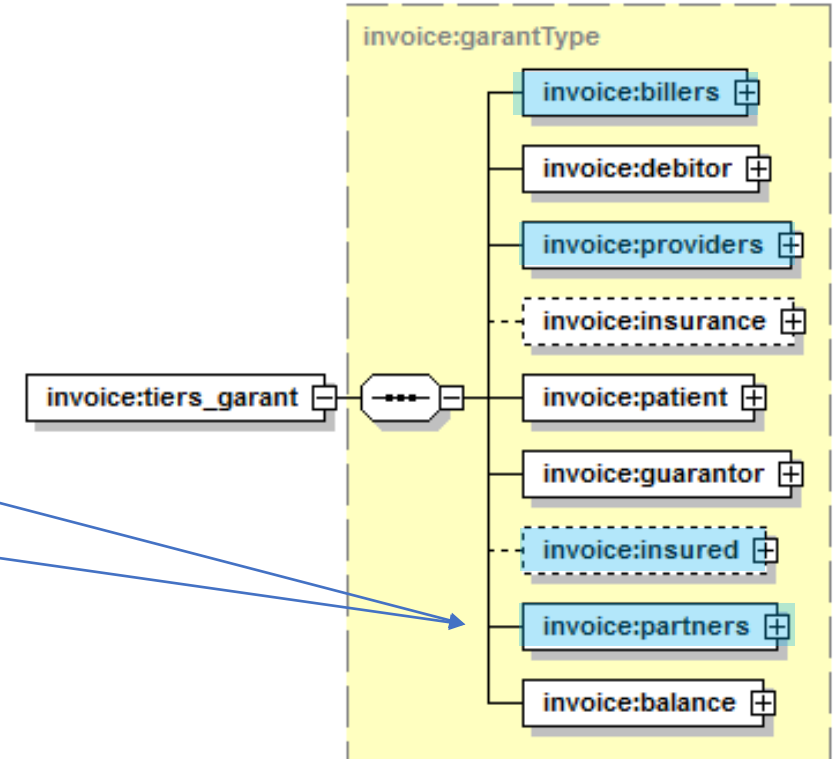 invoice:garantType
invoice:billers
invoice:debitor
invoice:providers
invoice:insurance
invoice:tiers_garant
invoice:patient
invoice:guarantor
invoice:insured
invoice:partners
invoice:balance